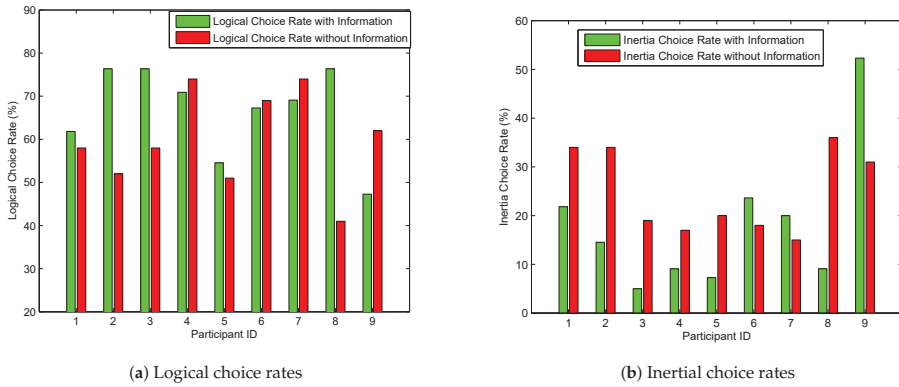 90
80
70
60
50
40
30
20
Logical Choice Rate (%)
Logical Choice Rate with Information
Logical Choice Rate without Information
1 2 3 4 5 6 7 8 9
Participant ID
(a) Logical choice rates
60
50
40
30
20
10
0
Inertia Choice Rate (%)
Inertia Choice Rate with Information
Inertia Choice Rate without Information
1 2 3 4 5 6 7 8 9
Participant ID
(b) Inertial choice rates